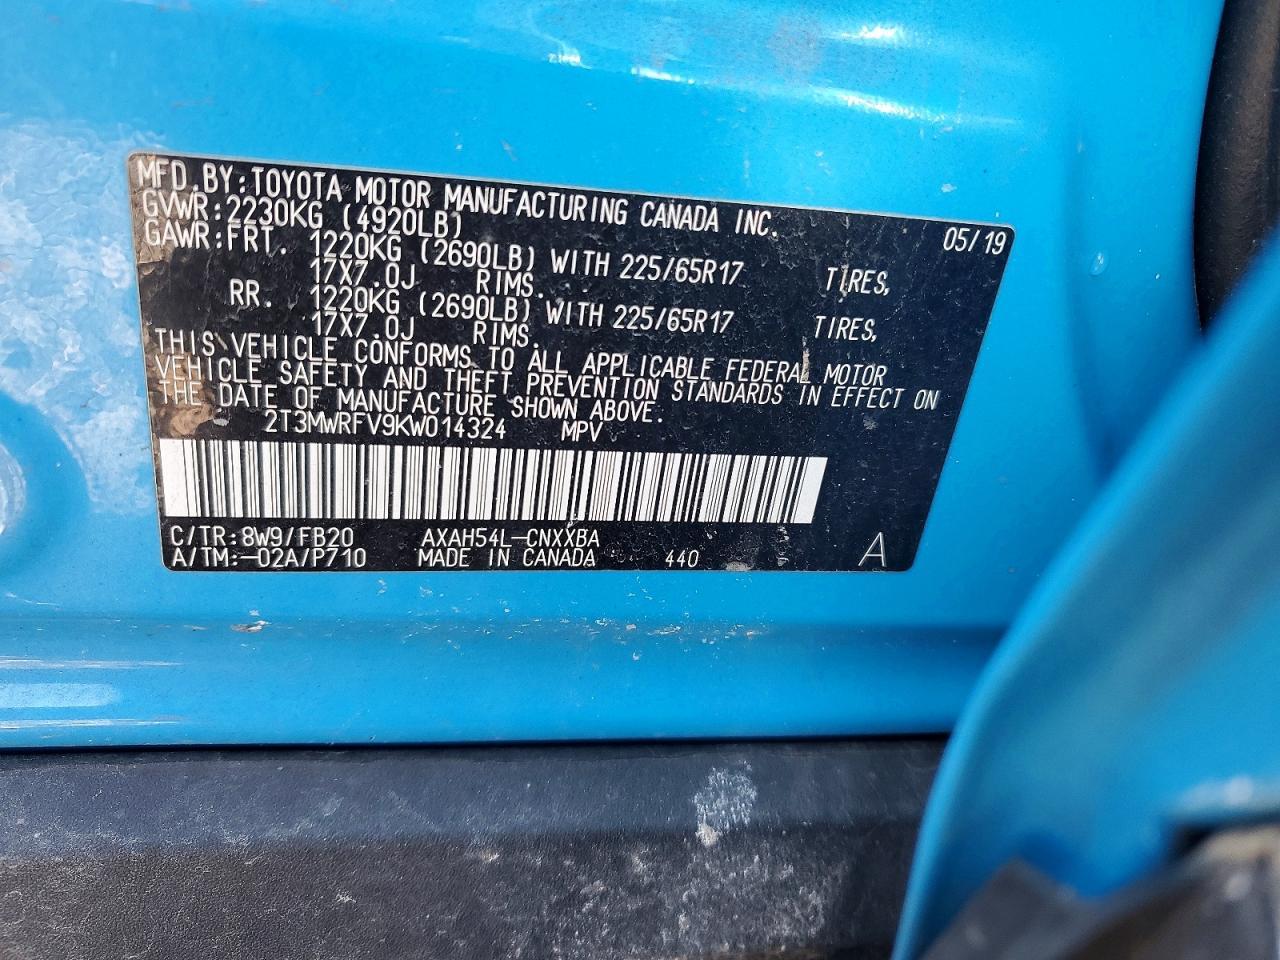 MFD.BY:TOYOTA MOTOR MANUFACTURING CANADA INC. 05/19
GVWR:2230KG (4920LB)
GAWR:FRT. 1220KG (2690LB) WITH 225/65R17 TIRES,
17X7.0J RIMS.
RR. 1220KG (2690LB) WITH 225/65R17 TIRES,
17X7.0J RIMS.
THIS VEHICLE CONFORMS TO ALL APPLICABLE FEDERAL MOTOR
VEHICLE SAFETY AND THEFT PREVENTION STANDARDS IN EFFECT ON
THE DATE OF MANUFACTURE SHOWN ABOVE.
2T3MWRFV9KW014324 MPV
C/TR:8W9/FB20 AXAH54L-CNXXBA
A/TM:-02A/P710 MADE IN CANADA 440 A